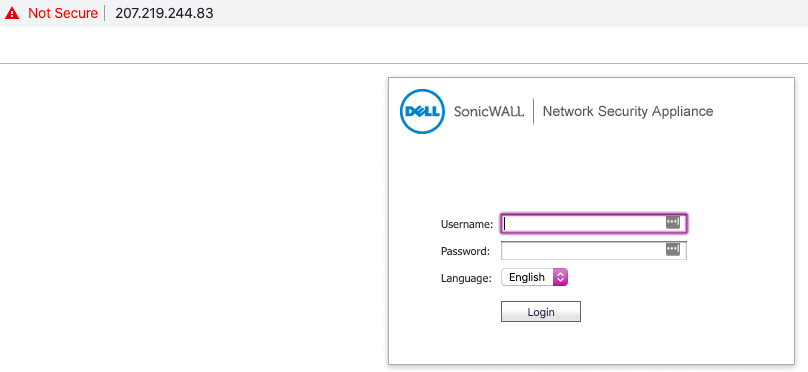 Not Secure | 207.219.244.83
DELL SonicWALL | Network Security Appliance
Username:
Password:
Language: English
Login